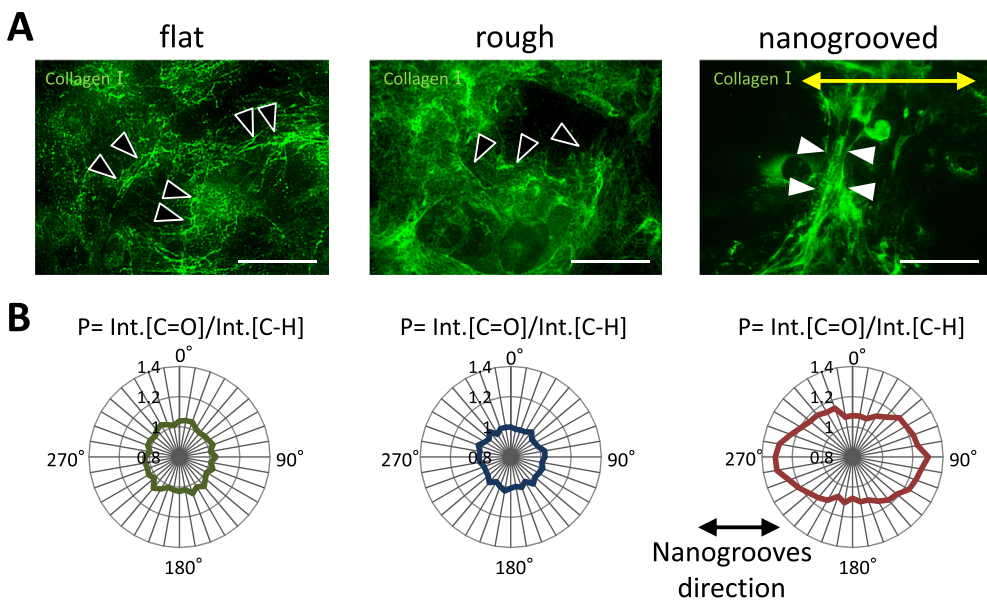 A
flat
rough
nanogrooved
Collagen I
Collagen I
Collagen I
B
P= Int.[C=O]/Int.[C-H]
P= Int.[C=O]/Int.[C-H]
P= Int.[C=O]/Int.[C-H]
0°
1.4
1.2
1
0.8
270°
90°
180°
0°
1.4
1.2
1
0.8
270°
90°
180°
0°
1.4
1.2
1
0.8
270°
90°
180°
Nanogrooves
direction